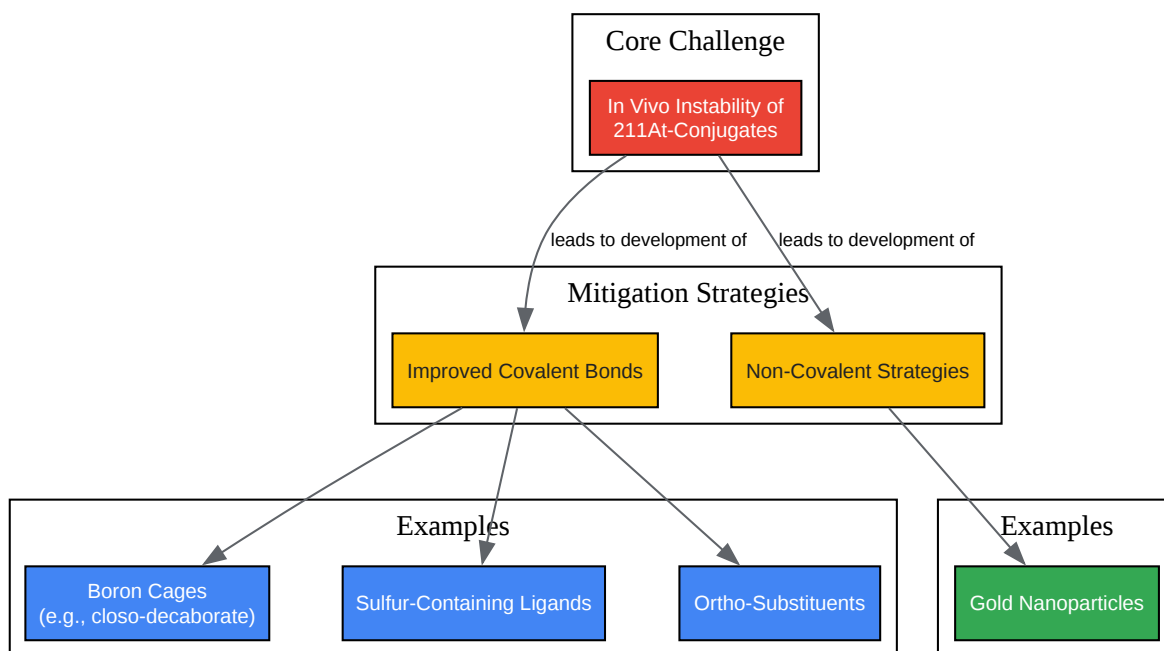 Core Challenge
In Vivo Instability of
211At-Conjugates
leads to development of
leads to development of
Mitigation Strategies
Improved Covalent Bonds
Non-Covalent Strategies
Examples
Examples
Boron Cages
(e.g., closo-decaborate)
Sulfur-Containing Ligands
Ortho-Substituents
Gold Nanoparticles